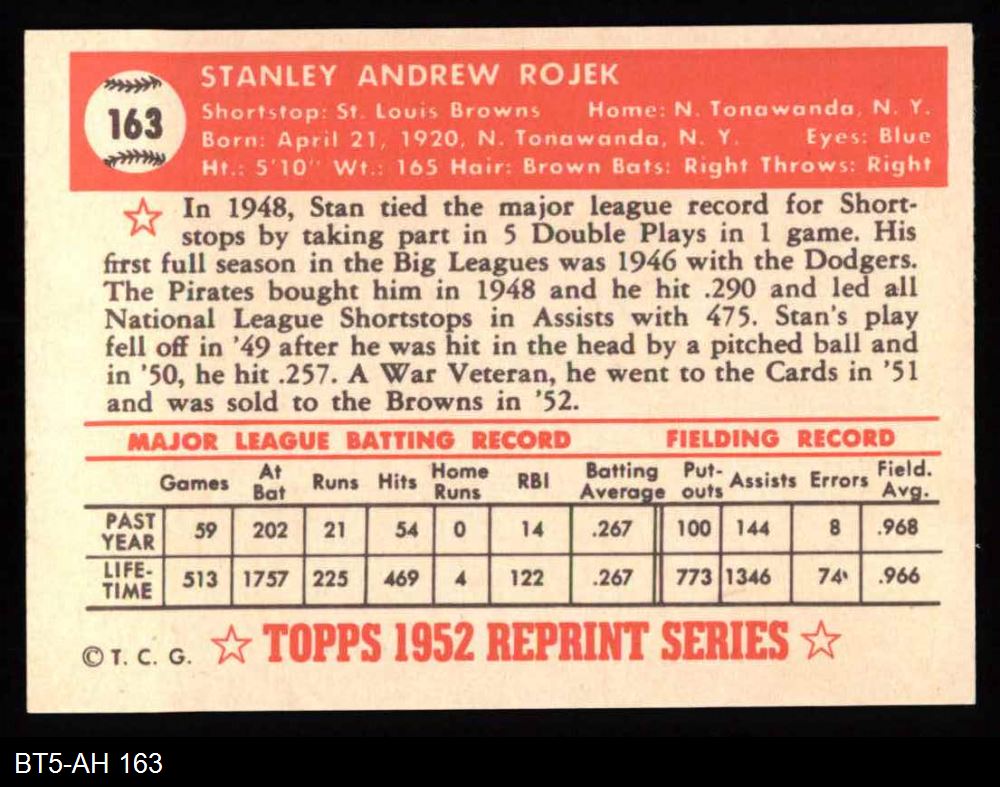 163
STANLEY ANDREW ROJEK
Shortstop: St. Louis Browns Home: N. Tonawanda, N. Y.
Born: April 21, 1920, N. Tonawanda, N. Y. Eyes: Blue
Ht.: 5'10" Wt.: 165 Hair: Brown Bats: Right Throws: Right
In 1948, Stan tied the major league record for Short-
stops by taking part in 5 Double Plays in 1 game. His
first full season in the Big Leagues was 1946 with the Dodgers.
The Pirates bought him in 1948 and he hit .290 and led all
National League Shortstops in Assists with 475. Stan's play
fell off in '49 after he was hit in the head by a pitched ball and
in '50, he hit .257. A War Veteran, he went to the Cards in '51
and was sold to the Browns in '52.
MAJOR LEAGUE BATTING RECORD FIELDING RECORD
Games At Bat Runs Hits Home Runs RBI Batting Average Put-outs Assists Errors Field. Avg.
PAST YEAR 59 202 21 54 0 14 .267 100 144 8 .968
LIFE-TIME 513 1757 225 469 4 122 .267 773 1346 74 .966
© T. C. G. ☆ TOPPS 1952 REPRINT SERIES ☆
BT5-AH 163